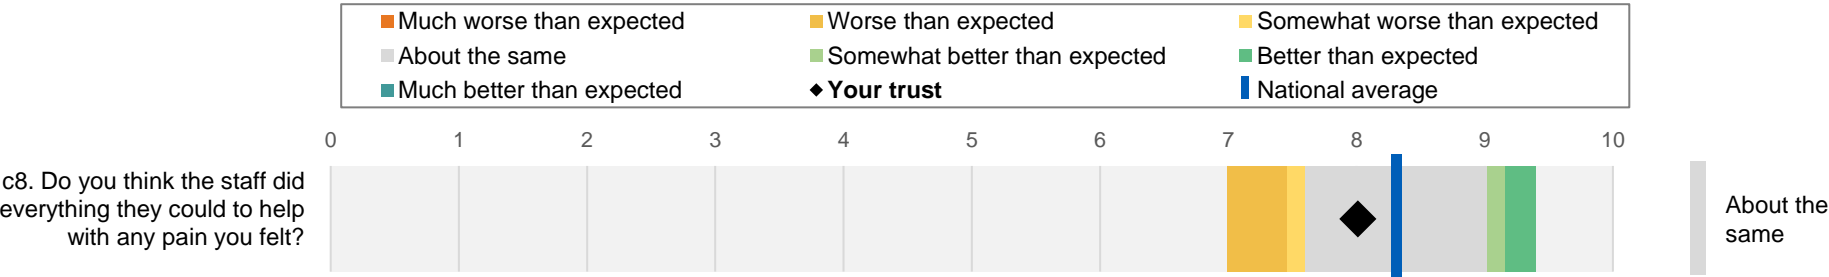 Much worse than expected
Worse than expected
Somewhat worse than expected
About the same
Somewhat better than expected
Better than expected
Much better than expected
Your trust
National average
0 1 2 3 4 5 6 7 8 9 10
c8. Do you think the staff did
everything they could to help
with any pain you felt?
About the
same